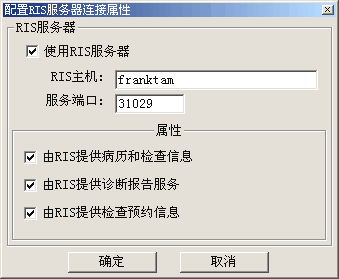 配置RIS服务器连接属性
RIS服务器
使用RIS服务器
RIS主机： franktam
服务端口： 31029
属性
由RIS提供病历和检查信息
由RIS提供诊断报告服务
由RIS提供检查预约信息
确定 取消